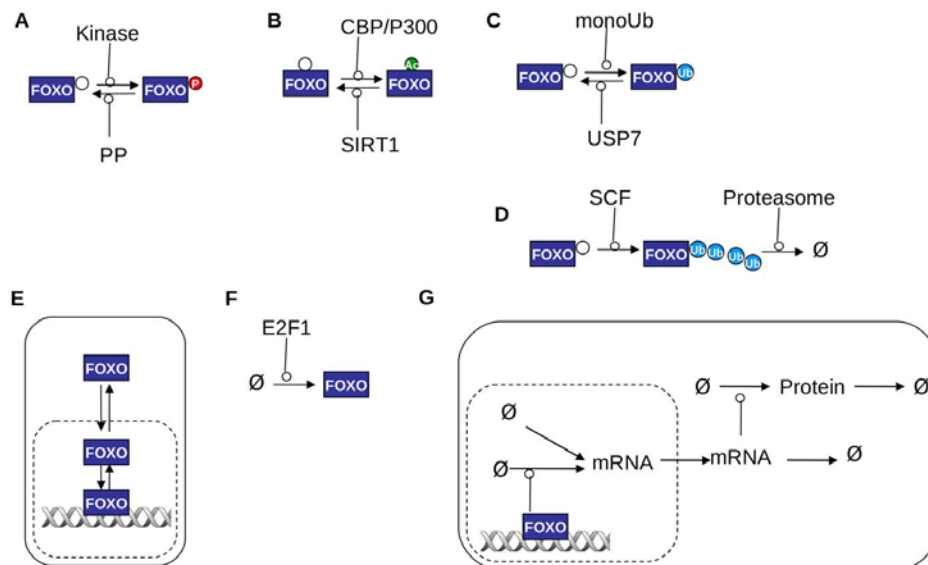 A
Kinase
FOXO
FOXO P
PP
B
CBP/P300
Ac
FOXO
FOXO
SIRT1
C
monoUb
FOXO
FOXO Ub
USP7
D
SCF
Proteasome
FOXO
FOXO Ub Ub Ub Ub
Ø
E
FOXO
FOXO
FOXO
F
E2F1
Ø
FOXO
G
Ø
Protein
Ø
Ø
Ø
mRNA
mRNA
Ø
FOXO